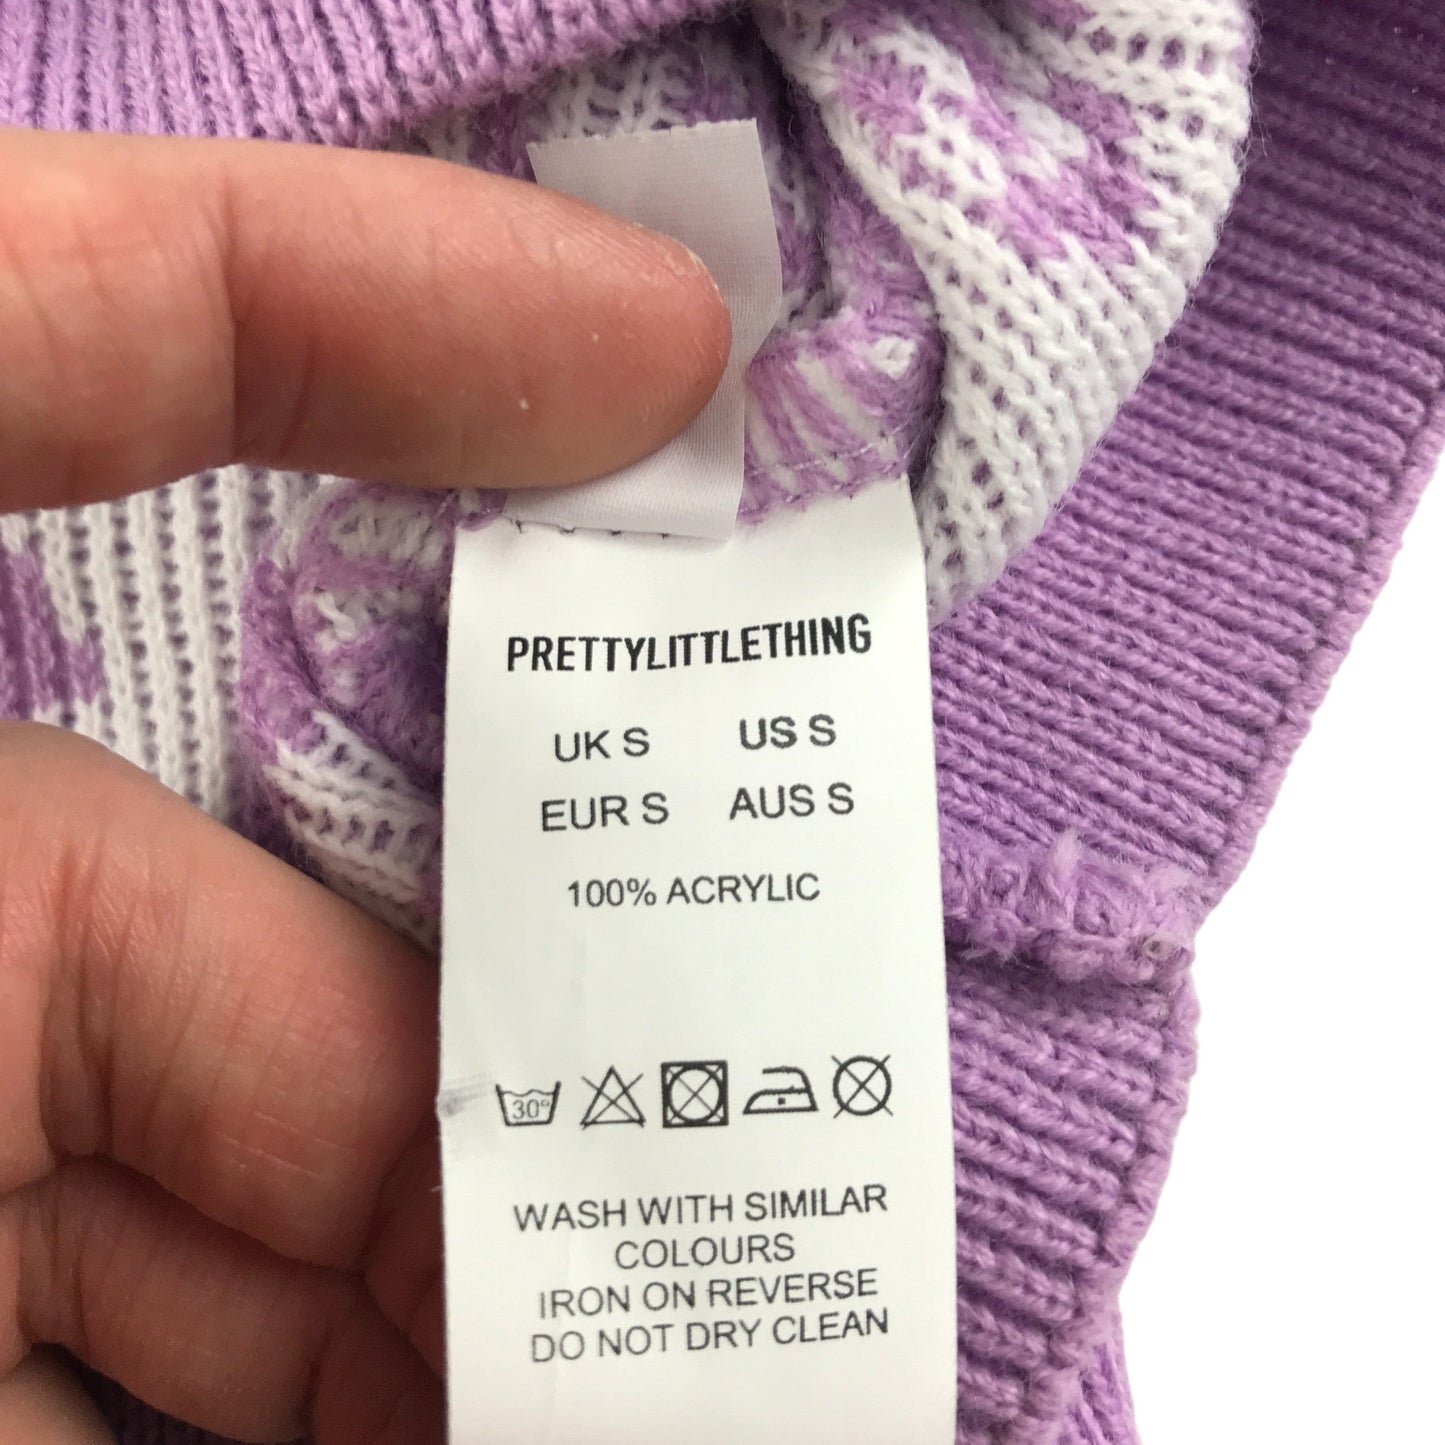 PRETTYLITTLETHING
UK S US S
EUR S AUS S
100% ACRYLIC
30°
WASH WITH SIMILAR
COLOURS
IRON ON REVERSE
DO NOT DRY CLEAN